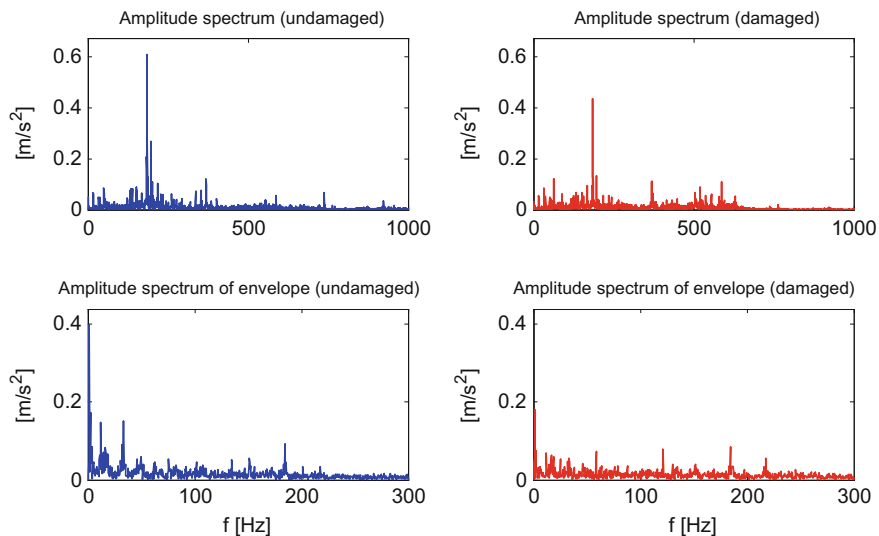 Amplitude spectrum (undamaged)
0.6
0.4
0.2
0
[m/s²]
0 500 1000
Amplitude spectrum (damaged)
0.6
0.4
0.2
0
[m/s²]
0 500 1000
Amplitude spectrum of envelope (undamaged)
0.4
0.2
0
[m/s²]
0 100 200 300
f [Hz]
Amplitude spectrum of envelope (damaged)
0.4
0.2
0
[m/s²]
0 100 200 300
f [Hz]